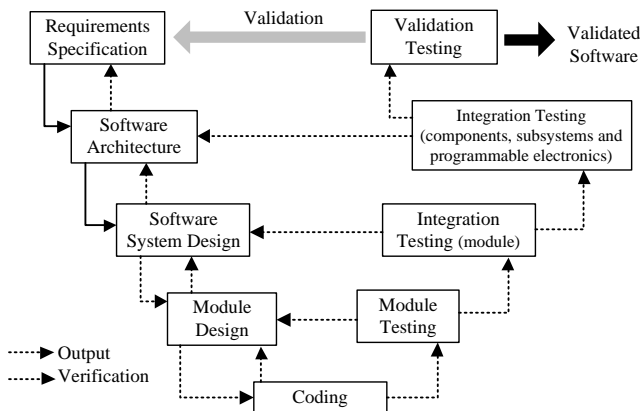 Requirements
Specification
Validation
Validation
Testing
Validated
Software
Software
Architecture
Integration Testing
(components, subsystems and
programmable electronics)
Software
System Design
Integration
Testing (module)
Module
Design
Module
Testing
Output
Verification
Coding